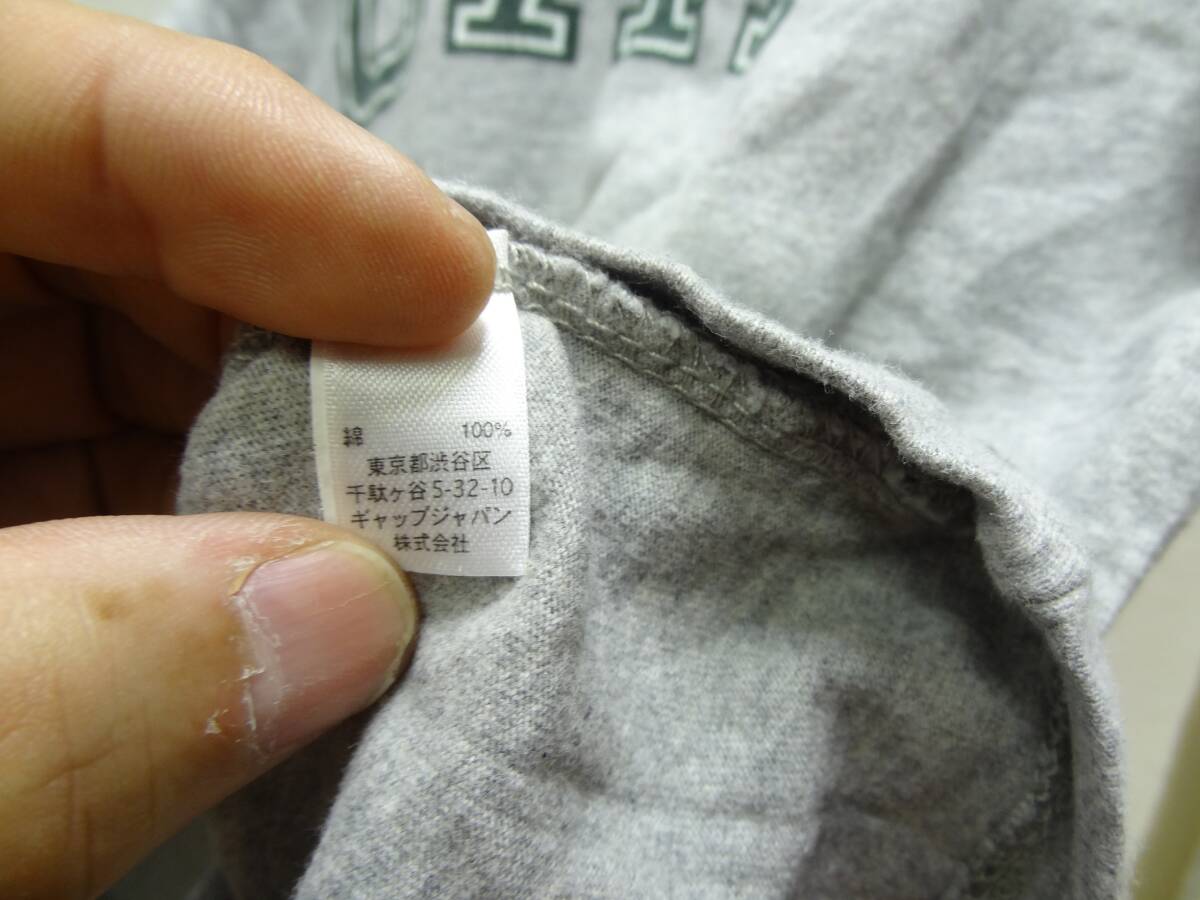 綿 100%
東京都渋谷区
千駄ヶ谷5-32-10
ギャップジャパン
株式会社